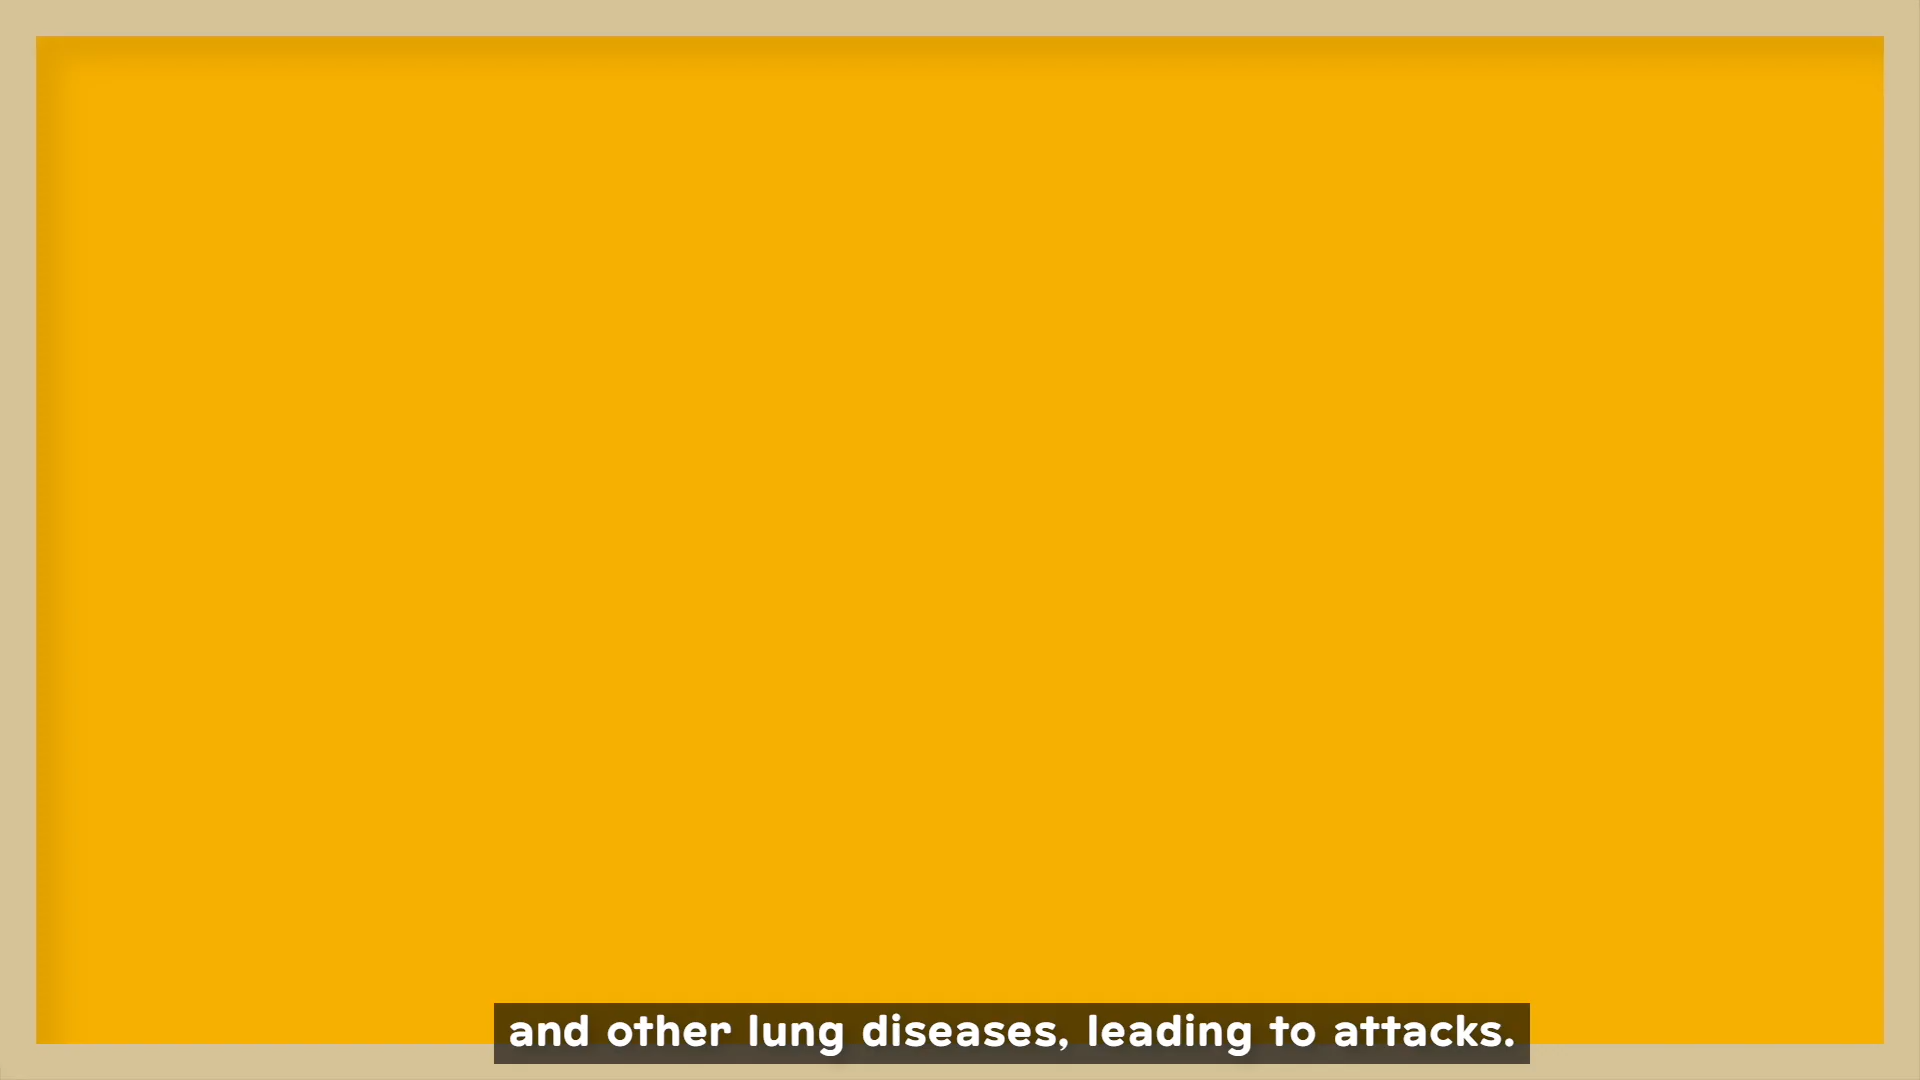 and other lung diseases, leading to attacks.